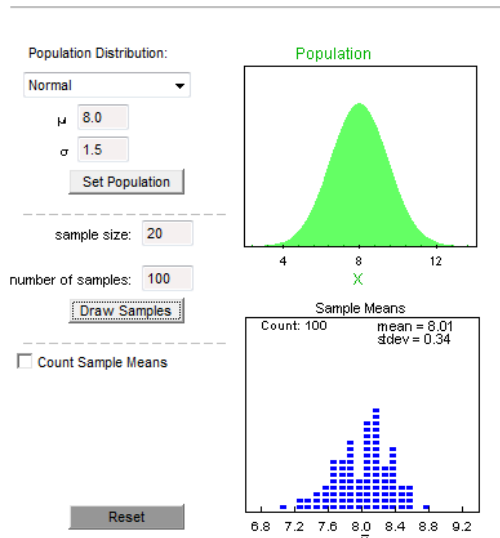 Population Distribution:
Normal
μ 8.0
σ 1.5
Set Population
sample size: 20
number of samples: 100
Draw Samples
Count Sample Means
Reset
Population
4 8 12
X
Sample Means
Count: 100 mean = 8.01
stdev = 0.34
6.8 7.2 7.6 8.0 8.4 8.8 9.2